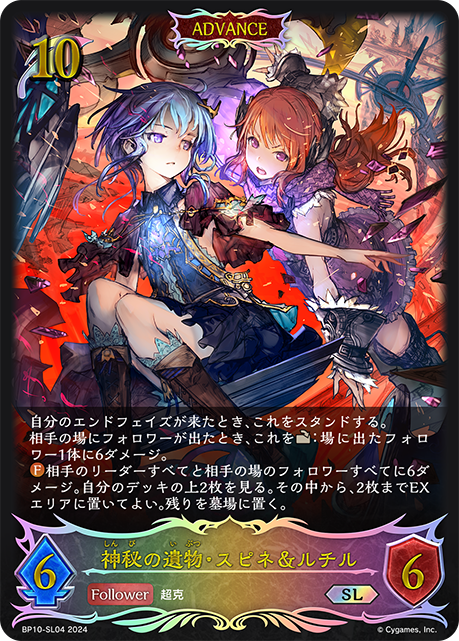 ADVANCE
10
自分のエンドフェイズが来たとき、これをスタンドする。
相手の場にフォロワーが出たとき、これを:場に出たフォロ
ワー1体に6ダメージ。
F相手のリーダーすべてと相手の場のフォロワーすべてに6ダ
メージ。自分のデッキの上2枚を見る。その中から、2枚までEX
エリアに置いてよい。残りを墓場に置く。
しんぴ いぶつ
神秘の遺物・スピネ&ルチル
6
Follower 超克
SL
6
BP10-SL04 2024
© Cygames, Inc.